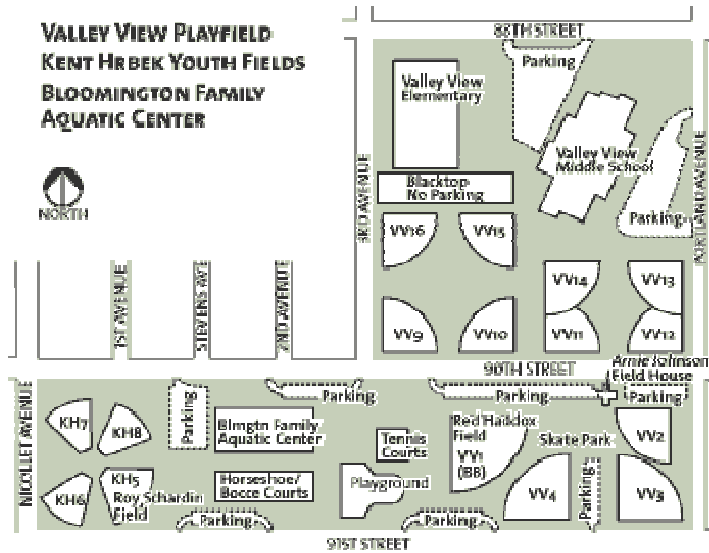 VALLEY VIEW PLAYFIELD
KENT HRBEK YOUTH FIELDS
BLOOMINGTON FAMILY
AQUATIC CENTER
NORTH
88TH STREET
Parking
Valley View
Elementary
Valley View
Middle School
Blacktop-
No Parking
Parking
3RD AVENUE
PORTLAND AVENUE
VV16
VV15
VV14
VV13
VV9
VV10
VV11
VV12
1ST AVENUE
STEVENS AVE
2ND AVENUE
90TH STREET
Arnie Johnson
Field House
NICOLLET AVENUE
Parking
Parking
Parking
Parking
KH7
KH8
Blmgtn Family
Aquatic Center
Tennis
Courts
Red Haddox
Field
VV1
(BB)
Skate Park
VV2
KH6
KH5
Roy Schardin
Field
Horseshoe/
Bocce Courts
Playground
VV4
Parking
VV3
Parking
Parking
91ST STREET